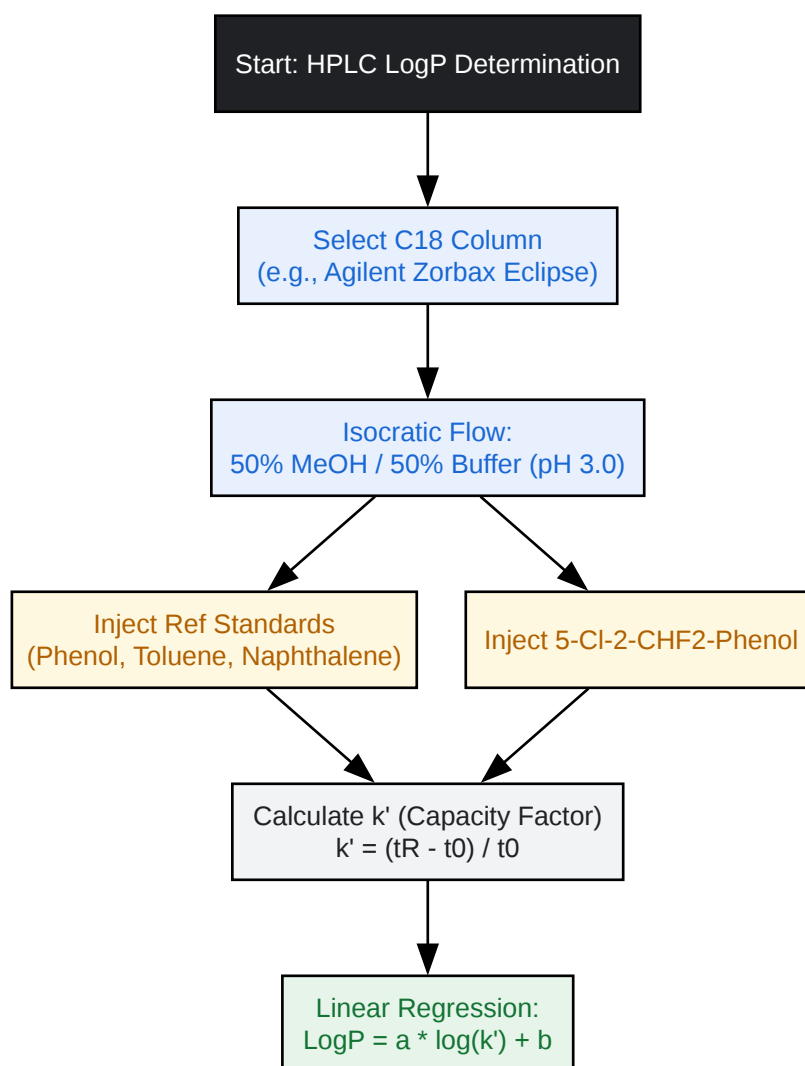 Start: HPLC LogP Determination
Select C18 Column
(e.g., Agilent Zorbax Eclipse)
Isocratic Flow:
50% MeOH / 50% Buffer (pH 3.0)
Inject Ref Standards
(Phenol, Toluene, Naphthalene)
Inject 5-Cl-2-CHF2-Phenol
Calculate k' (Capacity Factor)
k' = (tR - t0) / t0
Linear Regression:
LogP = a * log(k') + b